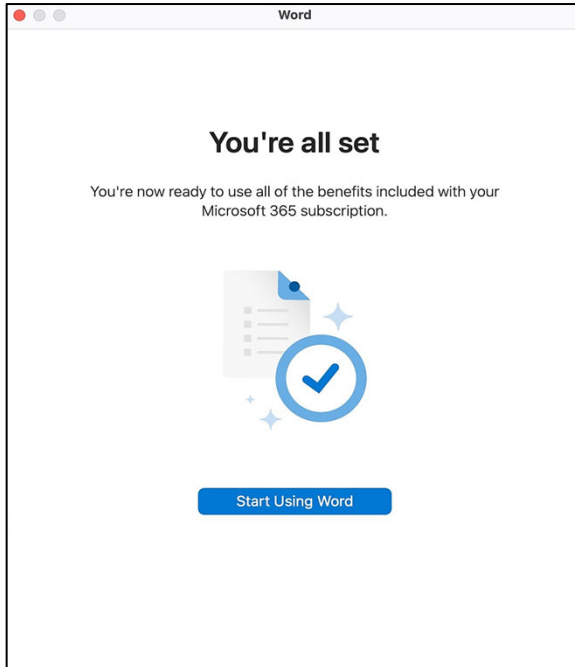 Word
You're all set
You're now ready to use all of the benefits included with your
Microsoft 365 subscription.
Start Using Word